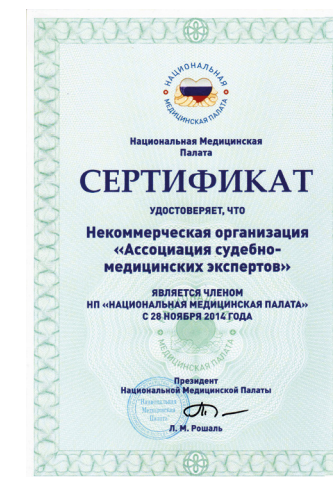 НАЦИОНАЛЬНАЯ
МЕДИЦИНСКАЯ ПАЛАТА
Национальная Медицинская
Палата
СЕРТИФИКАТ
УДОСТОВЕРЯЕТ, ЧТО
Некоммерческая организация
«Ассоциация судебно-
медицинских экспертов»
ЯВЛЯЕТСЯ ЧЛЕНОМ
НП «НАЦИОНАЛЬНАЯ МЕДИЦИНСКАЯ ПАЛАТА»
С 28 НОЯБРЯ 2014 ГОДА
МЕДИЦИНСКАЯ ПАЛАТА
Президент
Национальной Медицинской Палаты
"Национальная
Медицинская
Палата"
Л. М. Рошаль